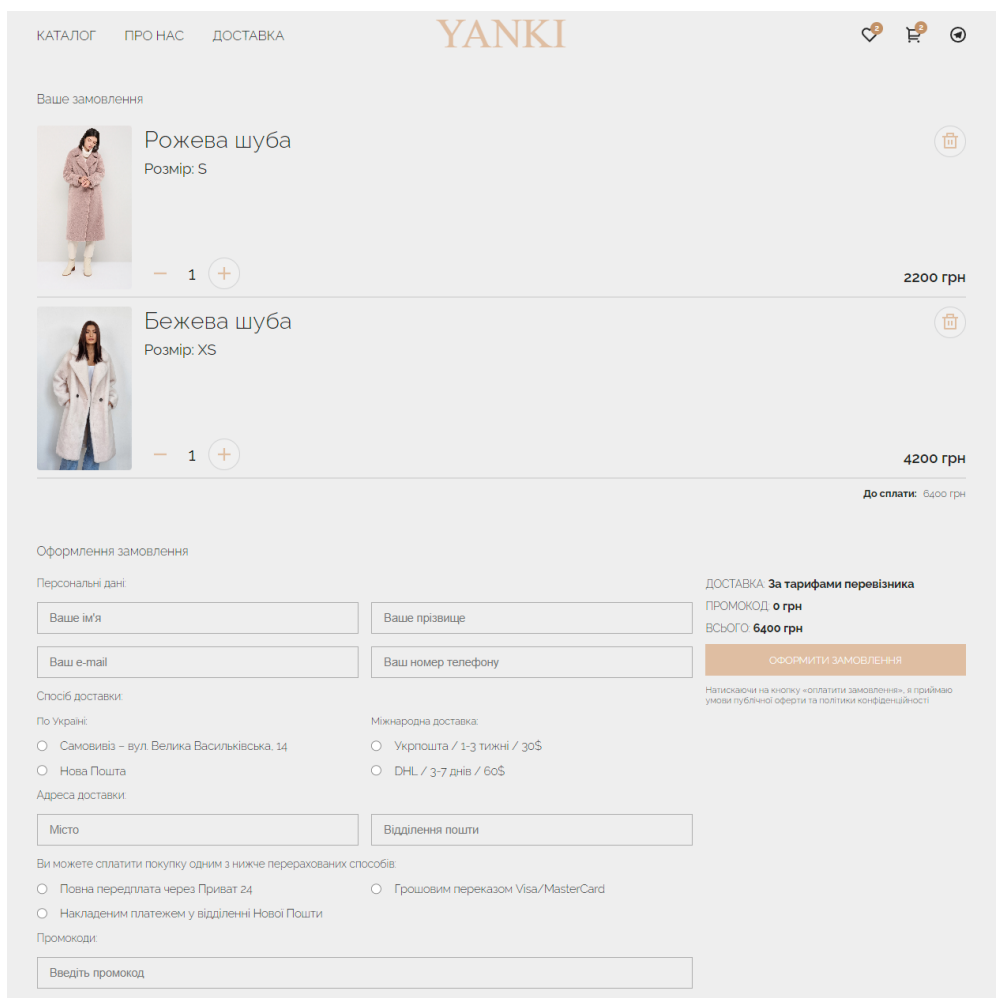 КАТАЛОГ ПРО НАС ДОСТАВКА YANKI 2 2
Ваше замовлення
Рожева шуба
Розмір: S
1
2200 грн
Бежева шуба
Розмір: XS
1
4200 грн
До сплати: 6400 грн
Оформлення замовлення
Персональні дані:
Ваше ім'я Ваше прізвище
Ваш e-mail Ваш номер телефону
Спосіб доставки:
По Україні: Міжнародна доставка:
Самовивіз – вул. Велика Васильківська, 14 Укрпошта / 1-3 тижні / 30$
Нова Пошта DHL / 3-7 днів / 60$
Адреса доставки:
Місто Відділення пошти
Ви можете сплатити покупку одним з нижче перерахованих способів:
Повна передплата через Приват 24 Грошовим переказом Visa/MasterCard
Накладеним платежем у відділенні Нової Пошти
Промокоди:
Введіть промокод
ДОСТАВКА: За тарифами перевізника
ПРОМОКОД: 0 грн
ВСЬОГО: 6400 грн
ОФОРМИТИ ЗАМОВЛЕННЯ
Натискаючи на кнопку «оплатити замовлення», я приймаю
умови публічної оферти та політики конфіденційності